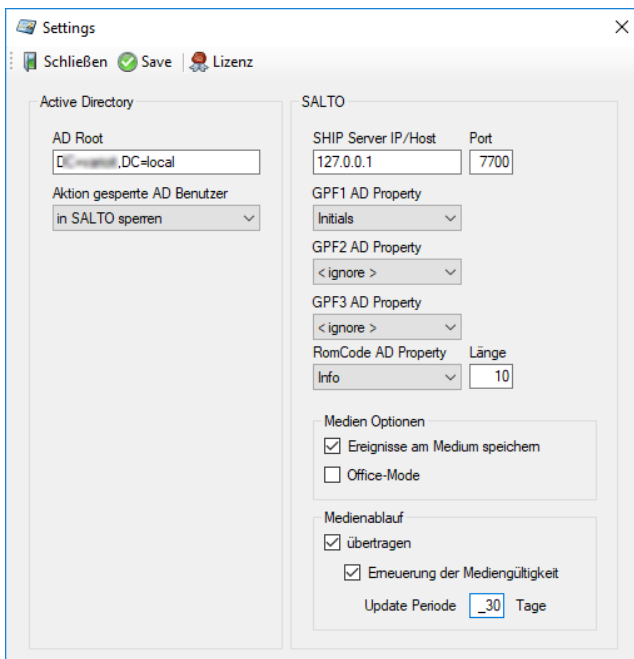 Settings
Schließen Save Lizenz
Active Directory
AD Root
,DC=local
Aktion gesperrte AD Benutzer
in SALTO sperren
SALTO
SHIP Server IP/Host Port
127.0.0.1 7700
GPF1 AD Property
Initials
GPF2 AD Property
< ignore >
GPF3 AD Property
< ignore >
RomCode AD Property Länge
Info 10
Medien Optionen
Ereignisse am Medium speichern
Office-Mode
Medienablauf
übertragen
Erneuerung der Mediengültigkeit
Update Periode _30 Tage